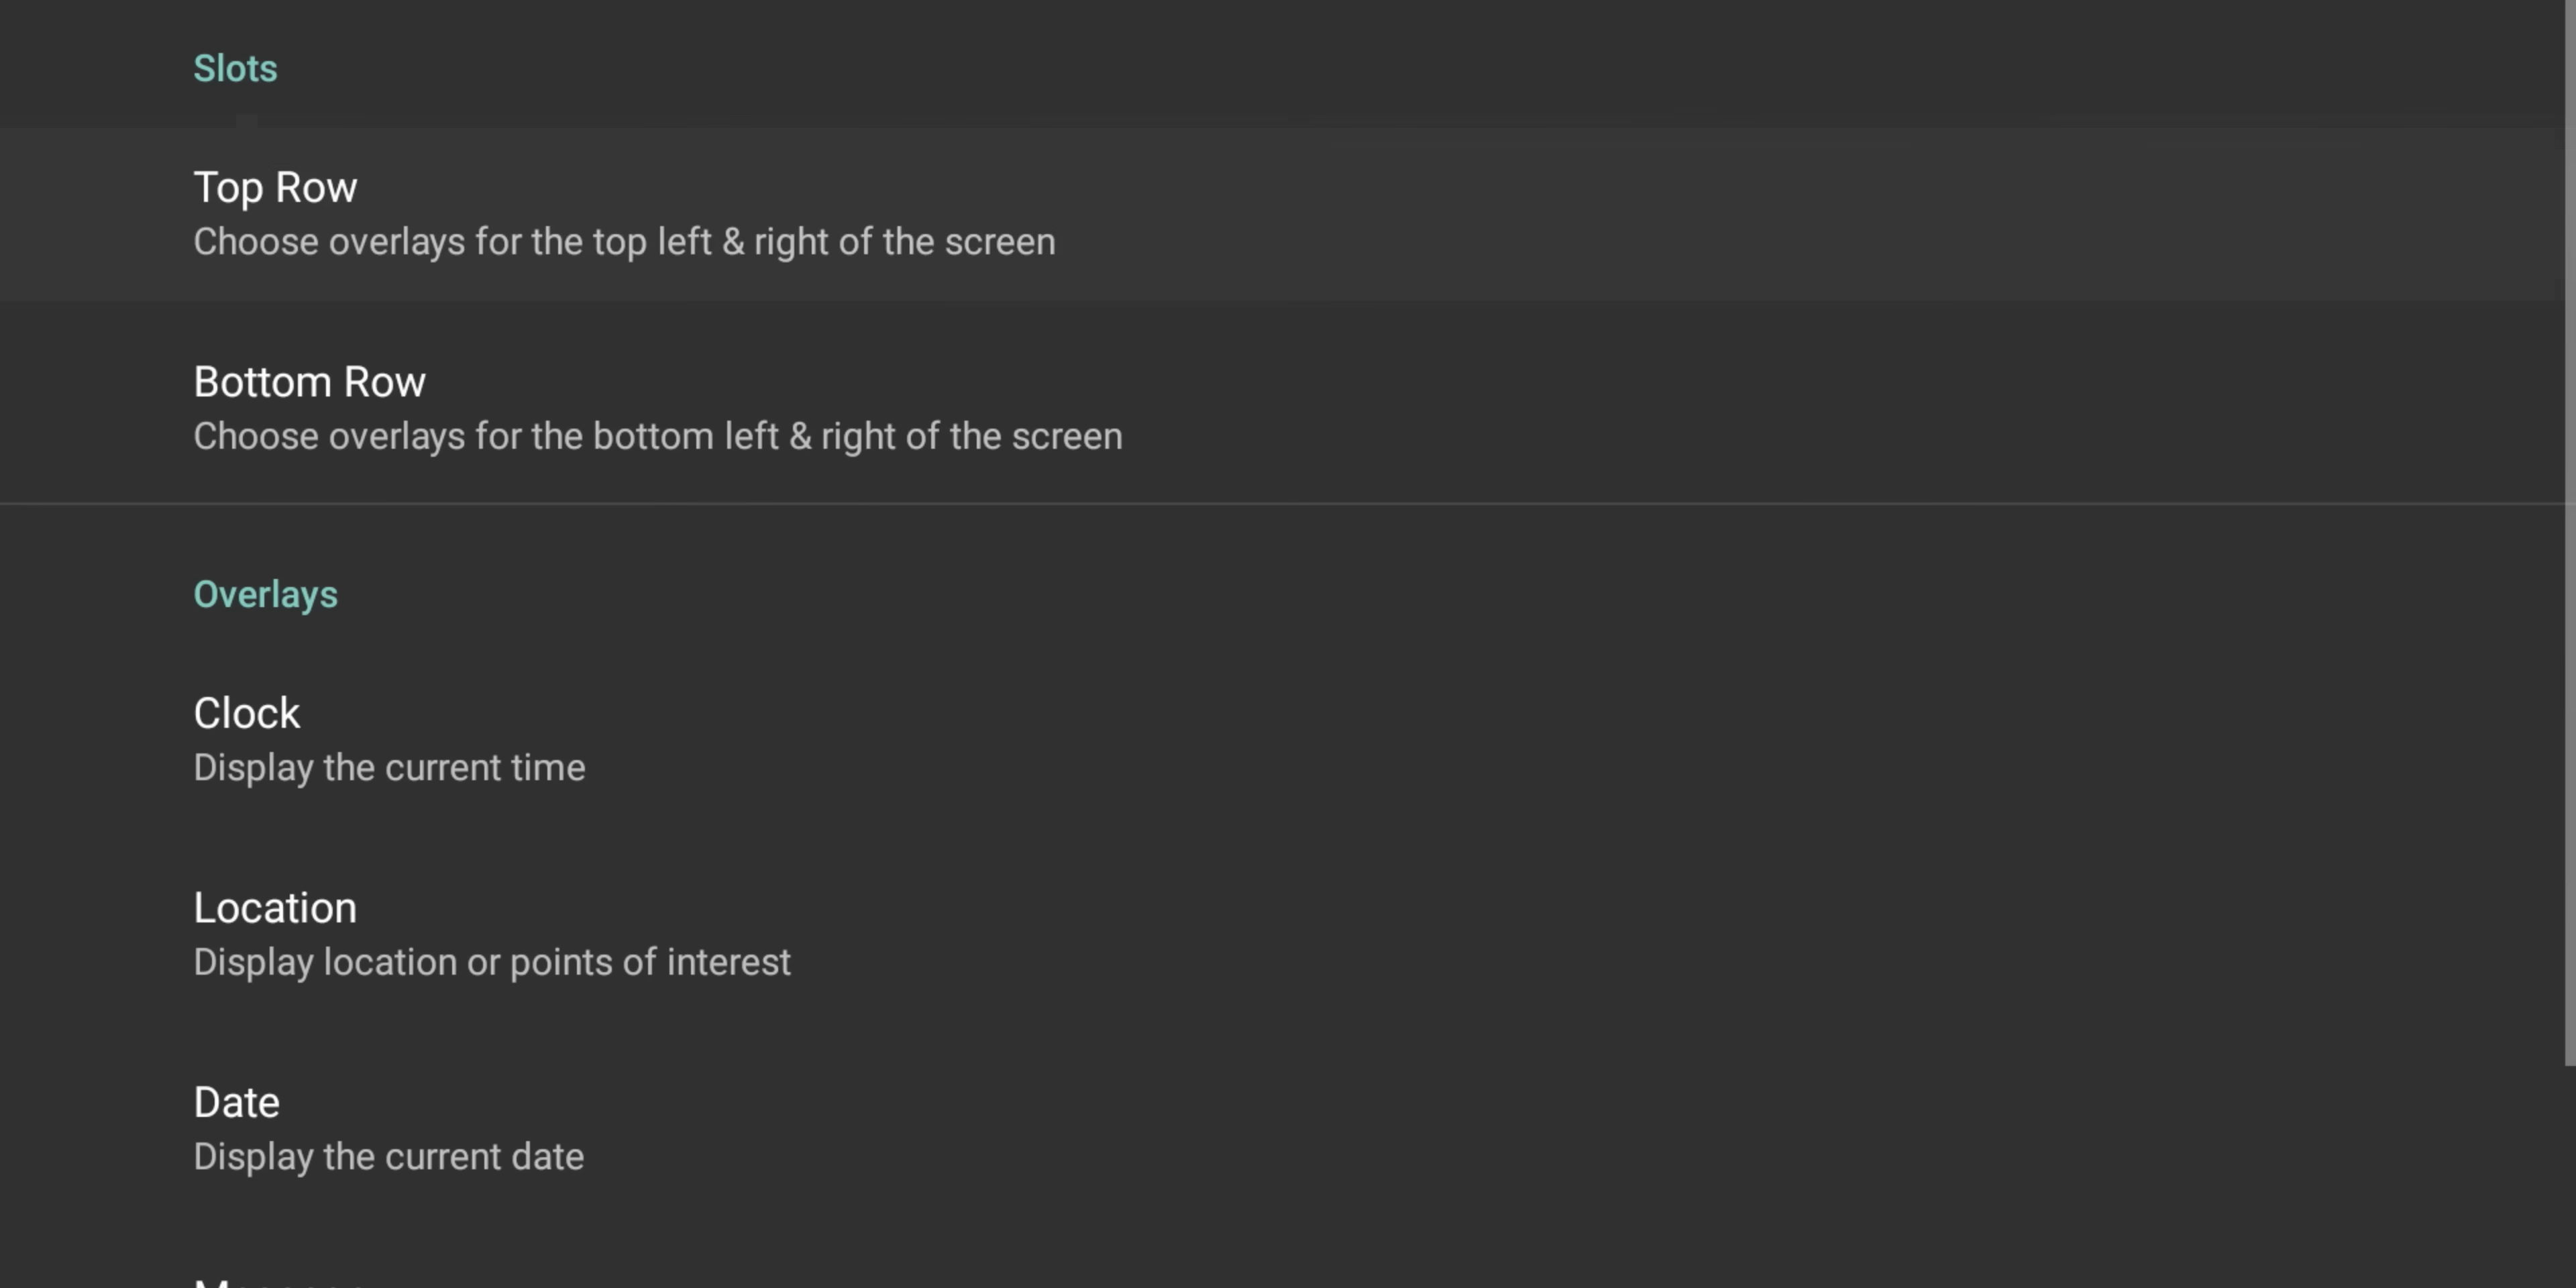 Slots
Top Row
Choose overlays for the top left & right of the screen
Bottom Row
Choose overlays for the bottom left & right of the screen
Overlays
Clock
Display the current time
Location
Display location or points of interest
Date
Display the current date